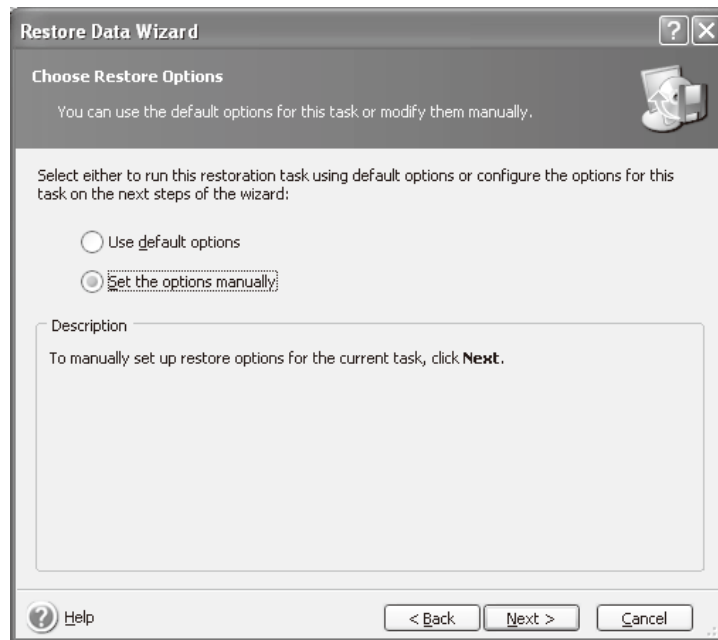 Restore Data Wizard
Choose Restore Options
You can use the default options for this task or modify them manually.
Select either to run this restoration task using default options or configure the options for this
task on the next steps of the wizard:
Use default options
Set the options manually
Description
To manually set up restore options for the current task, click Next.
Help
< Back
Next >
Cancel